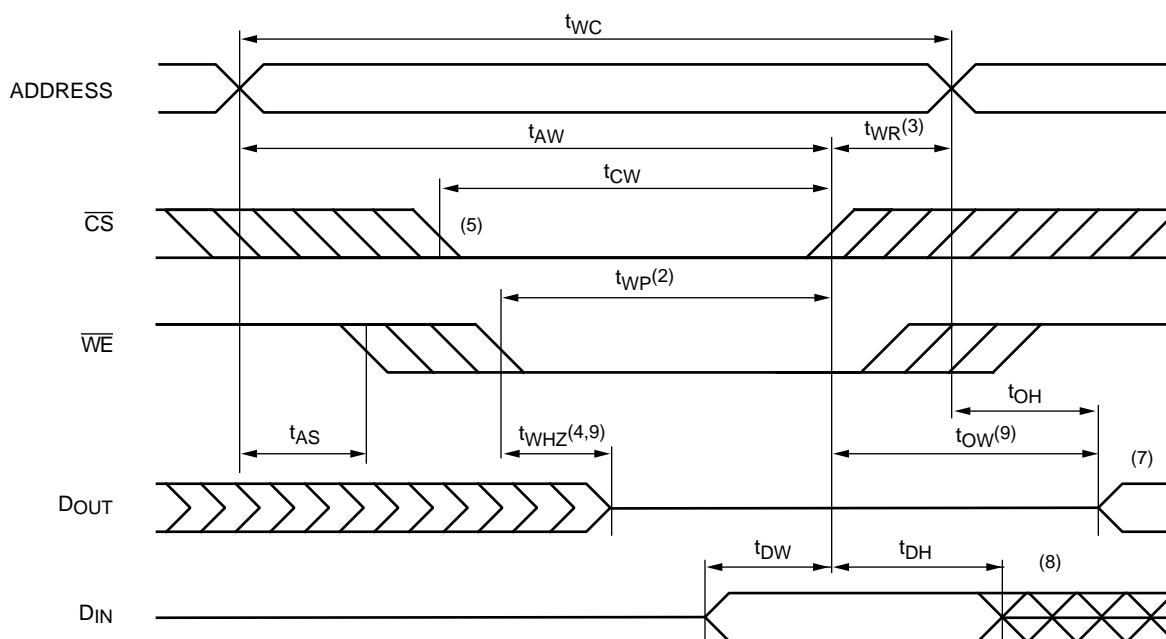 tWC
ADDRESS
tAW
tWR(3)
tCW
CS
(5)
tWP(2)
WE
tOH
tAS
tWHZ(4,9)
tOW(9)
(7)
DOUT
tDW
tDH
(8)
DIN